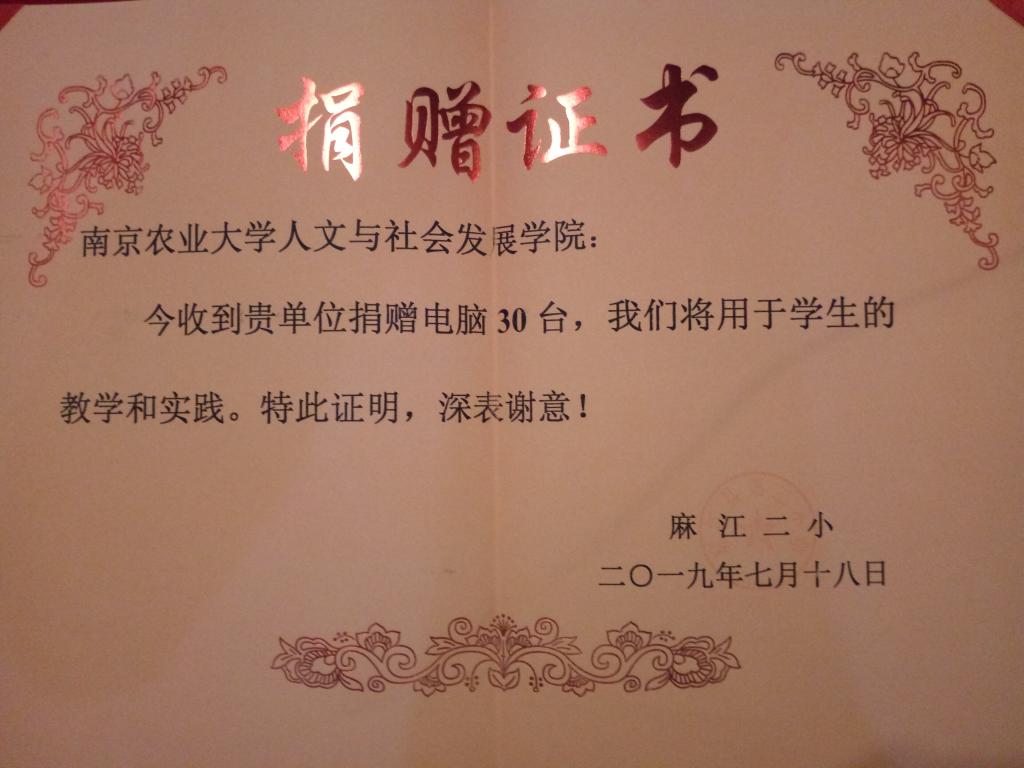 捐赠证书
南京农业大学人文与社会发展学院：
今收到贵单位捐赠电脑 30 台，我们将用于学生的
教学和实践。特此证明，深表谢意！
麻江二小
二〇一九年七月十八日